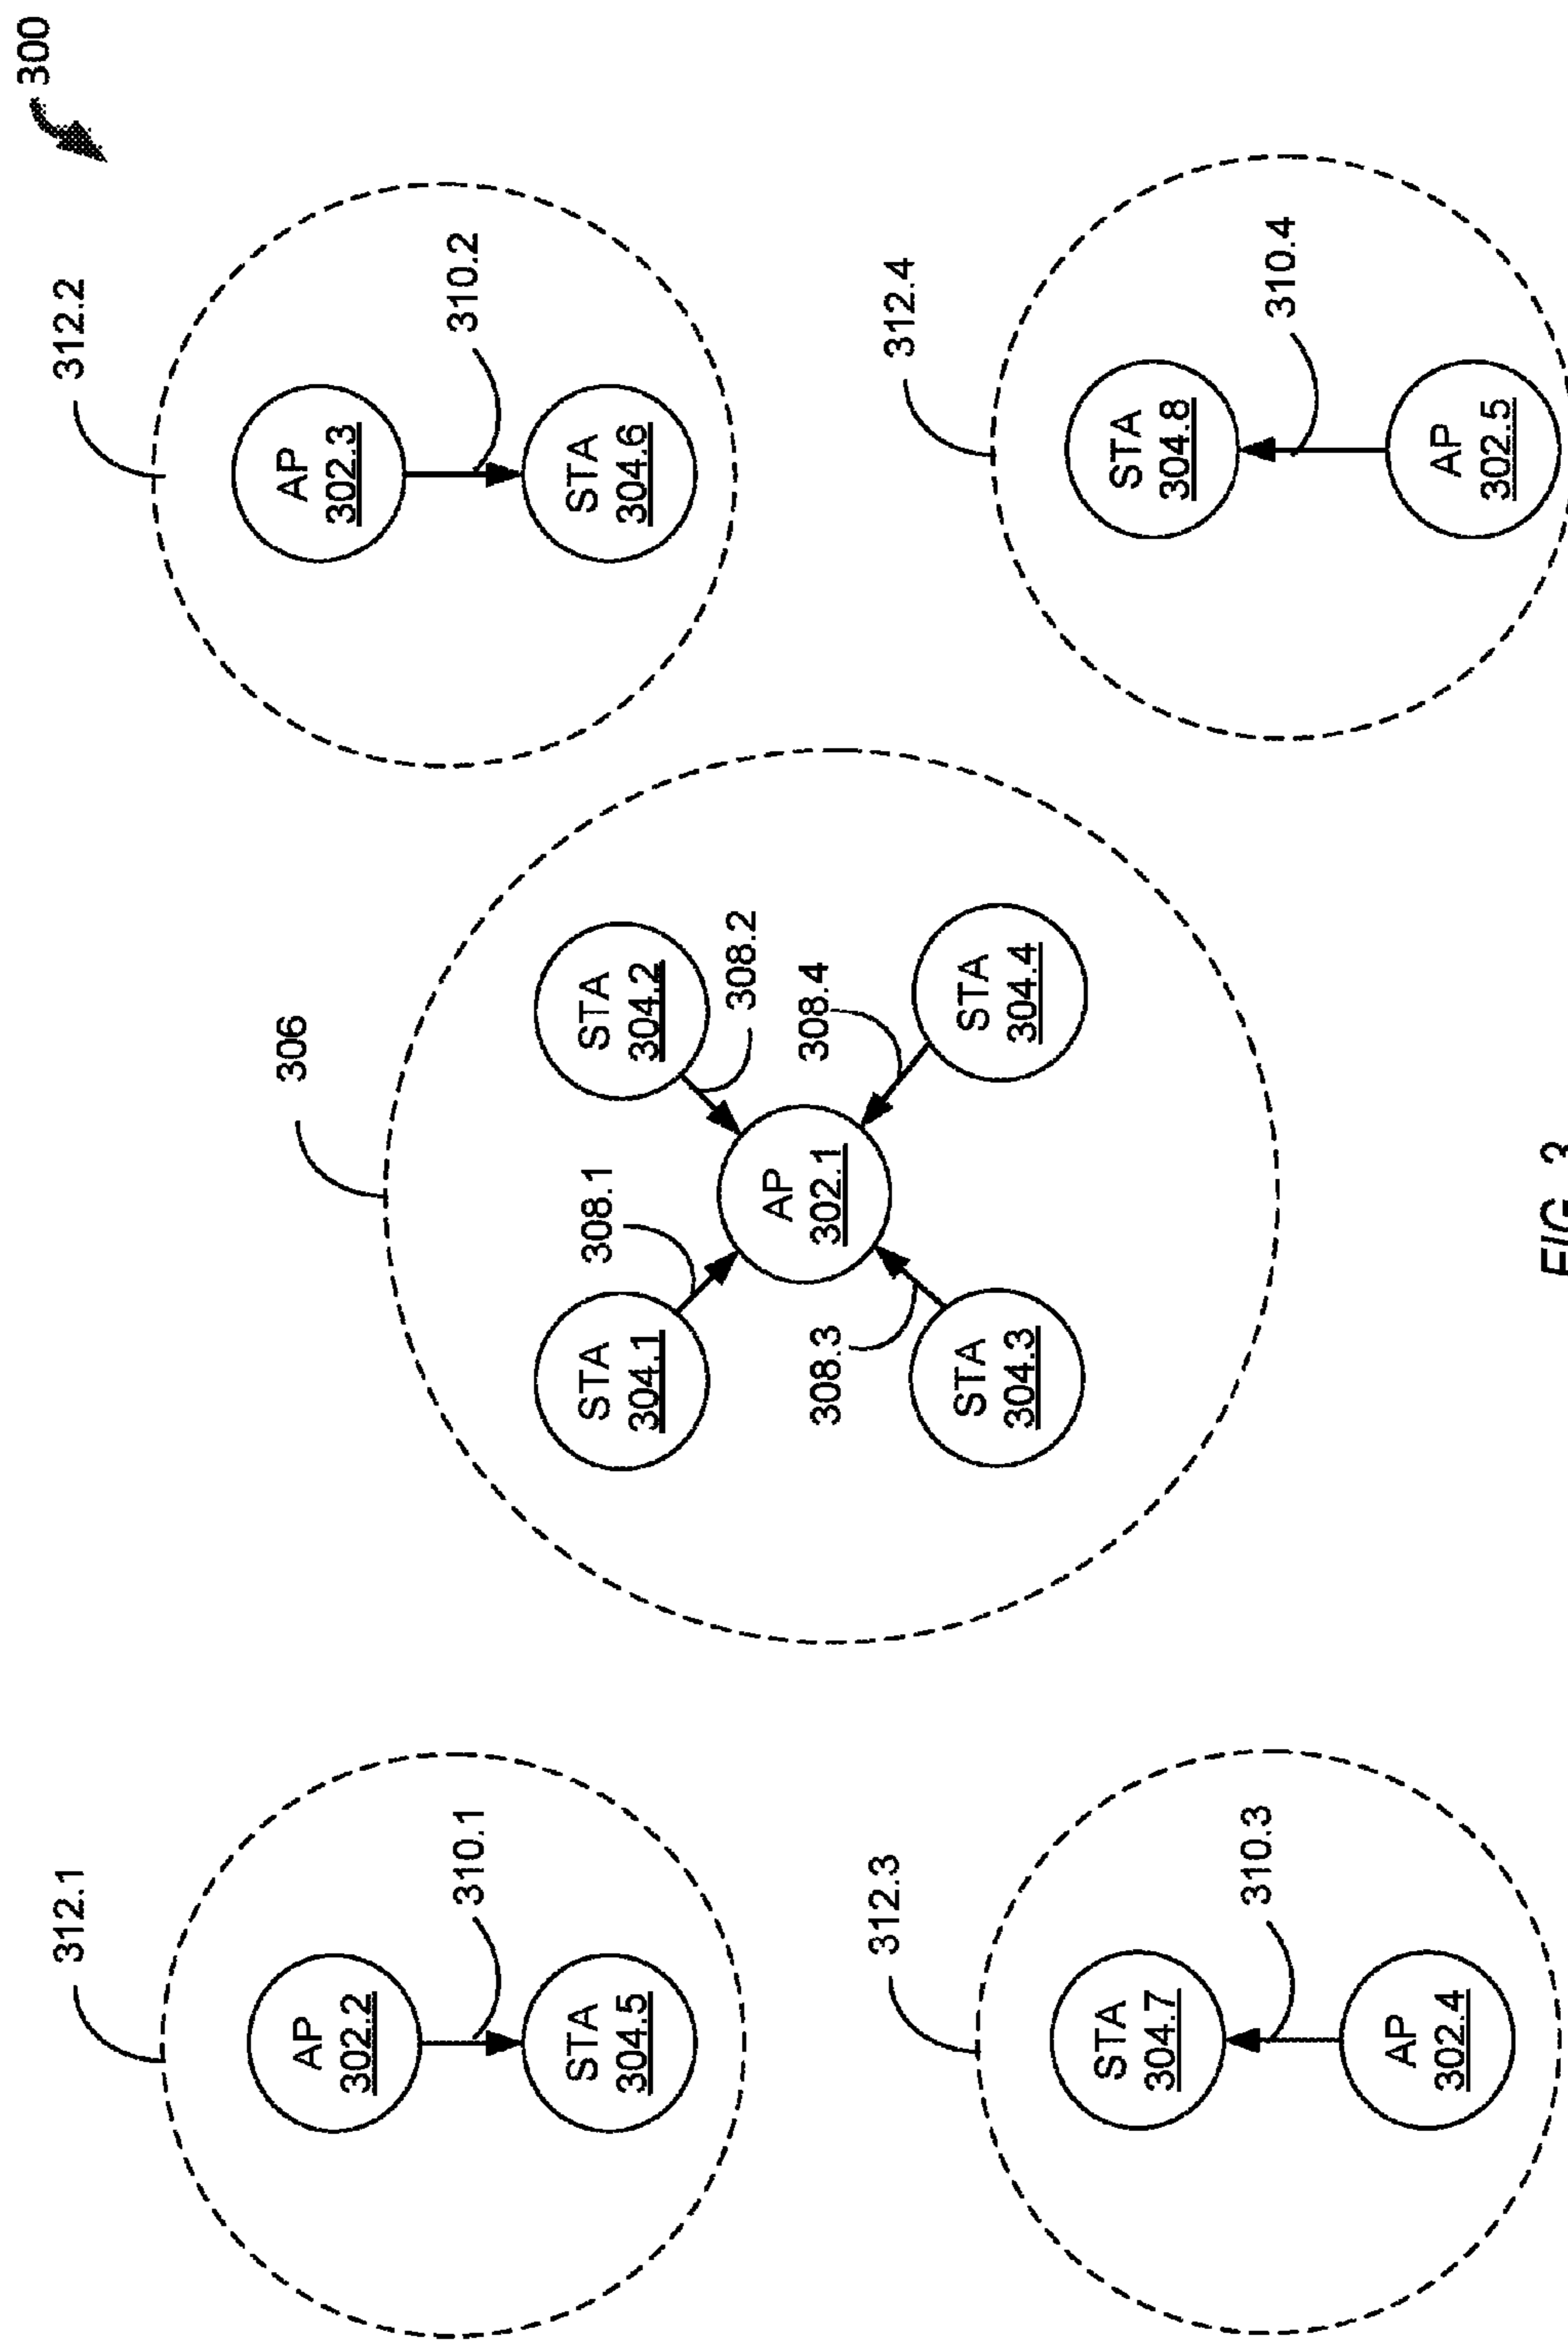 300
312.1
AP
302.2
310.1
STA
304.5
312.2
AP
302.3
310.2
STA
304.6
306
STA
304.1
308.1
STA
304.2
308.2
AP
302.1
308.3
308.4
STA
304.3
STA
304.4
312.3
STA
304.7
310.3
AP
302.4
312.4
STA
304.8
310.4
AP
302.5
FIG. 3